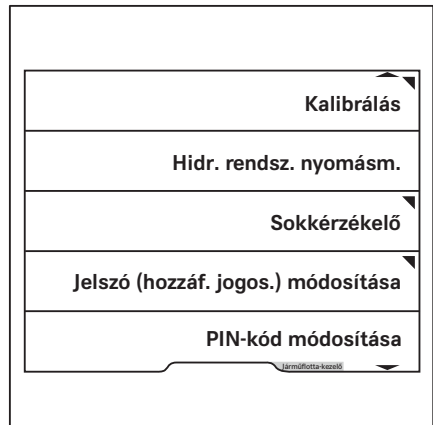 Kalibrálás
Hidr. rendsz. nyomásm.
Sokkérzékelő
Jelszó (hozzáf. jogos.) módosítása
PIN-kód módosítása
Járműflotta-kezelő